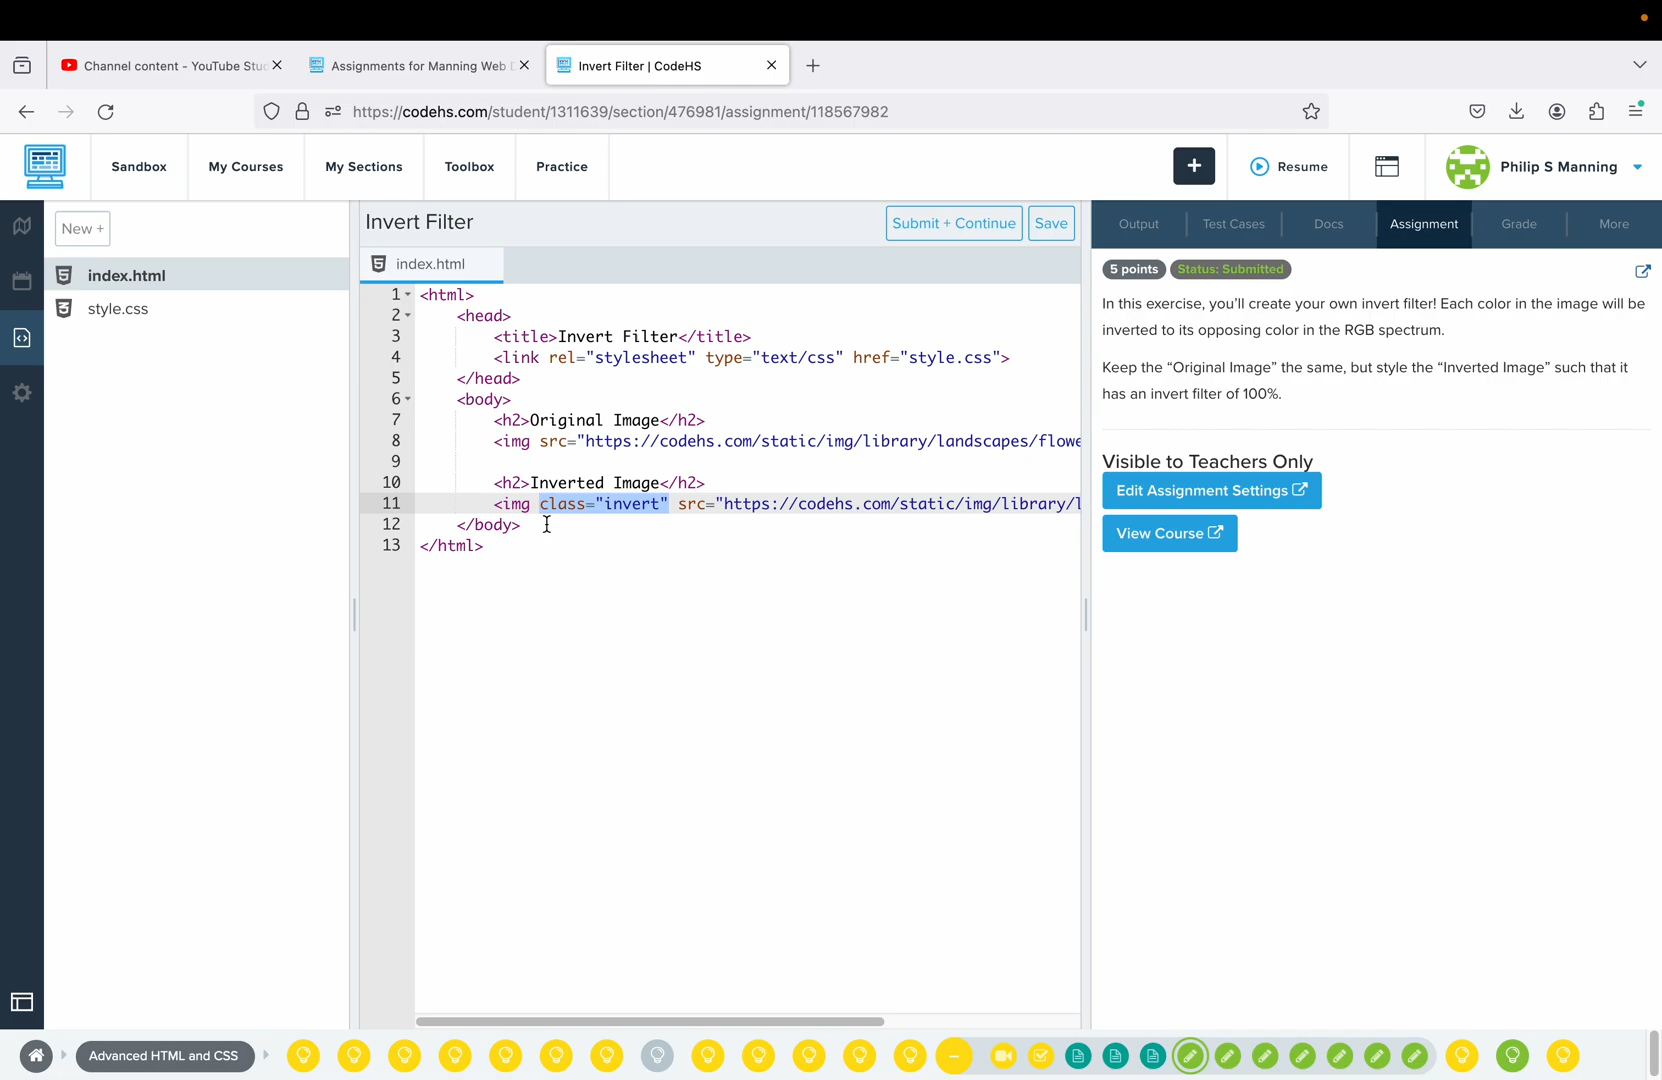 Channel content - YouTube Stu
Assignments for Manning Web D
Invert Filter | CodeHS
https://codehs.com/student/1311639/section/476981/assignment/118567982
Sandbox
My Courses
My Sections
Toolbox
Practice
+
Resume
Philip S Manning
New +
index.html
style.css
Invert Filter
Submit + Continue
Save
index.html
1 <html>
2 <head>
3 <title>Invert Filter</title>
4 <link rel="stylesheet" type="text/css" href="style.css">
5 </head>
6 <body>
7 <h2>Original Image</h2>
8 <img src="https://codehs.com/static/img/library/landscapes/flowe
9
10 <h2>Inverted Image</h2>
11 <img class="invert" src="https://codehs.com/static/img/library/l
12 </body>
13 </html>
Output
Test Cases
Docs
Assignment
Grade
More
5 points
Status: Submitted
In this exercise, you’ll create your own invert filter! Each color in the image will be
inverted to its opposing color in the RGB spectrum.
Keep the “Original Image” the same, but style the “Inverted Image” such that it
has an invert filter of 100%.
Visible to Teachers Only
Edit Assignment Settings
View Course
Advanced HTML and CSS